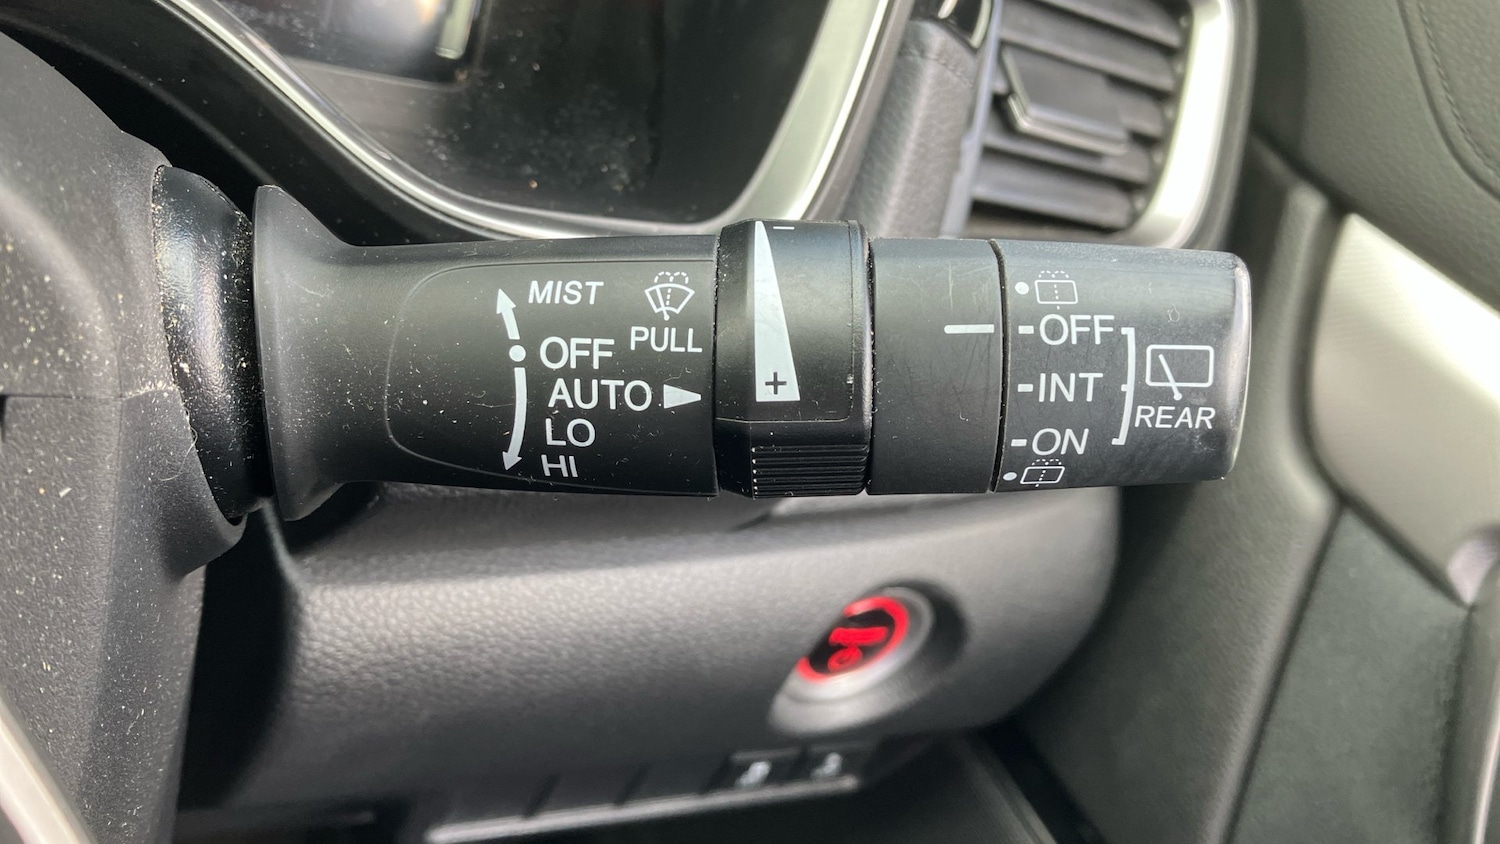 MIST
PULL
OFF
AUTO
LO
HI
− 
+
OFF
INT
ON
REAR